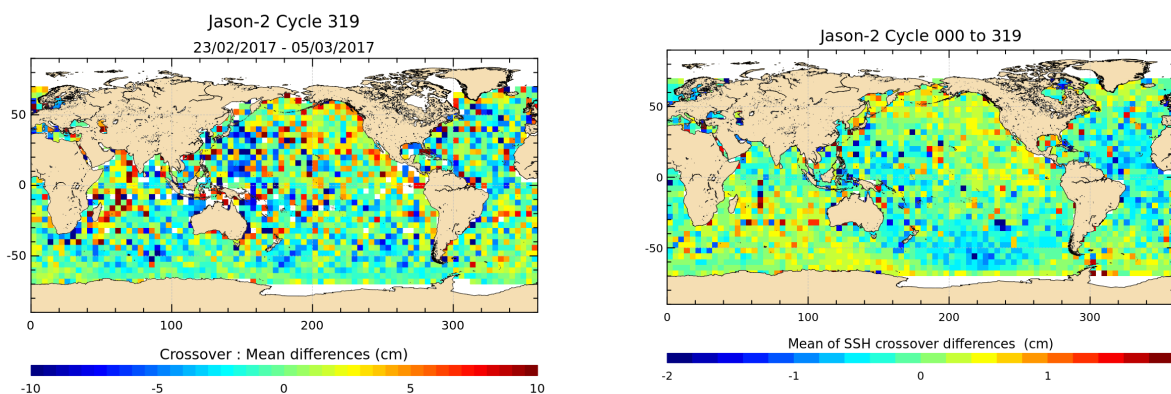 Jason-2 Cycle 319
23/02/2017 - 05/03/2017
50
0
-50
0 100 200 300
Crossover : Mean differences (cm)
-10 -5 0 5 10
Jason-2 Cycle 000 to 319
50
0
-50
0 100 200 300
Mean of SSH crossover differences (cm)
-2 -1 0 1